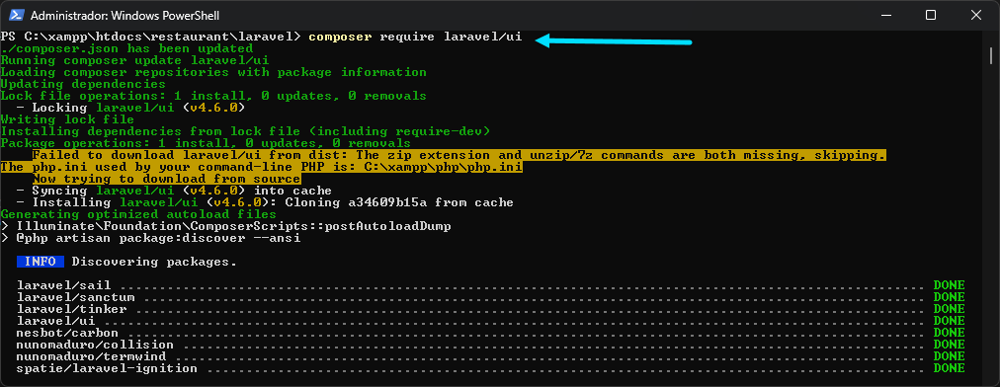 Administrador: Windows PowerShell
PS C:\xampp\htdocs\restaurant\laravel> composer require laravel/ui
./composer.json has been updated
Running composer update laravel/ui
Loading composer repositories with package information
Updating dependencies
Lock file operations: 1 install, 0 updates, 0 removals
  - Locking laravel/ui (v4.6.0)
Writing lock file
Installing dependencies from lock file (including require-dev)
Package operations: 1 install, 0 updates, 0 removals
    Failed to download laravel/ui from dist: The zip extension and unzip/7z commands are both missing, skipping.
The php.ini used by your command-line PHP is: C:\xampp\php\php.ini
    Now trying to download from source
  - Syncing laravel/ui (v4.6.0) into cache
  - Installing laravel/ui (v4.6.0): Cloning a34609b15a from cache
Generating optimized autoload files
> Illuminate\Foundation\ComposerScripts::postAutoloadDump
> @php artisan package:discover --ansi
INFO Discovering packages.
laravel/sail ........ DONE
laravel/sanctum ........ DONE
laravel/tinker ........ DONE
laravel/ui ........ DONE
nesbot/carbon ........ DONE
nunomaduro/collision ........ DONE
nunomaduro/termwind ........ DONE
spatie/laravel-ignition ........ DONE